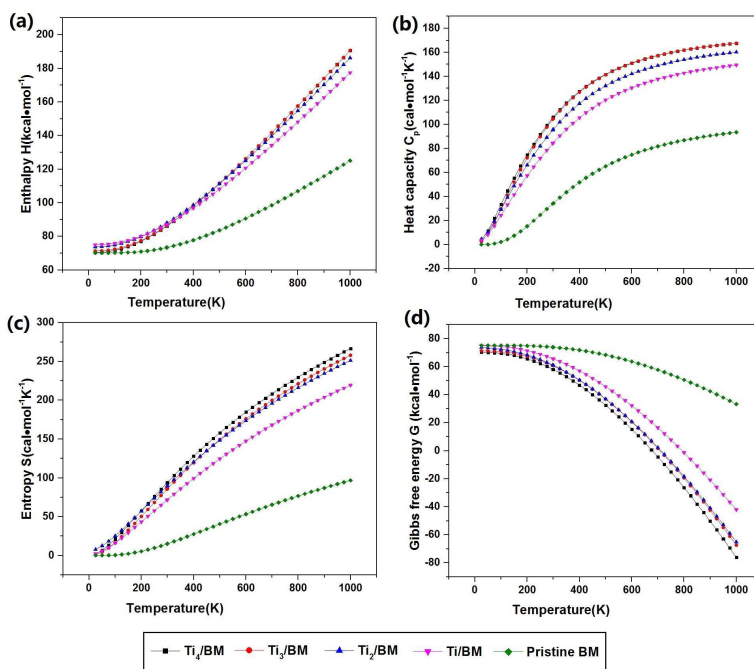 (a)
200
180
160
140
120
100
80
60
Enthalpy H(kcal•mol⁻¹)
0 200 400 600 800 1000
Temperature(K)
(b)
200
180
160
140
120
100
80
60
40
20
0
-20
Heat capacity Cₚ(cal•mol⁻¹K⁻¹)
0 200 400 600 800 1000
Temperature(K)
(c)
300
250
200
150
100
50
0
Entropy S(cal•mol⁻¹K⁻¹)
0 200 400 600 800 1000
Temperature(K)
(d)
80
60
40
20
0
-20
-40
-60
-80
Gibbs free energy G (kcal•mol⁻¹)
0 200 400 600 800 1000
Temperature(K)
Ti₄/BM Ti₃/BM Ti₂/BM Ti/BM Pristine BM